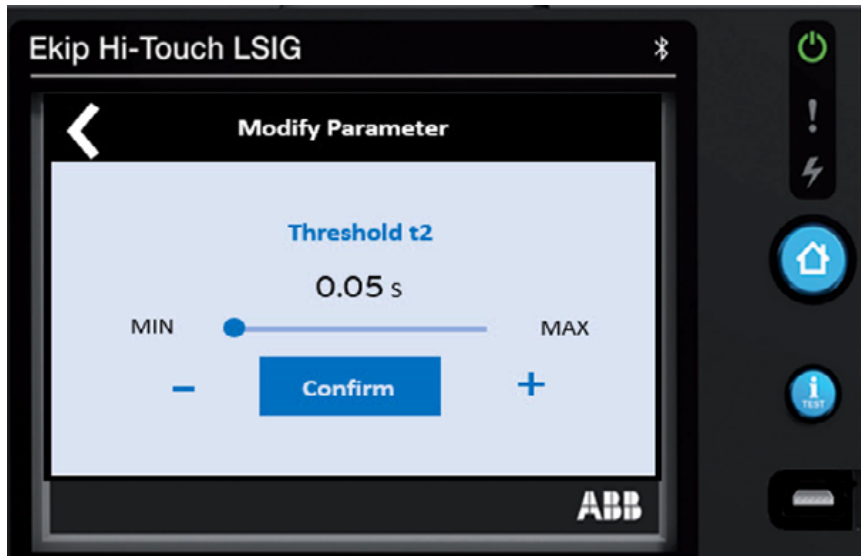 Ekip Hi-Touch LSIG
Modify Parameter
Threshold t2
0.05 s
MIN MAX
- Confirm +
i
TEST
ABB